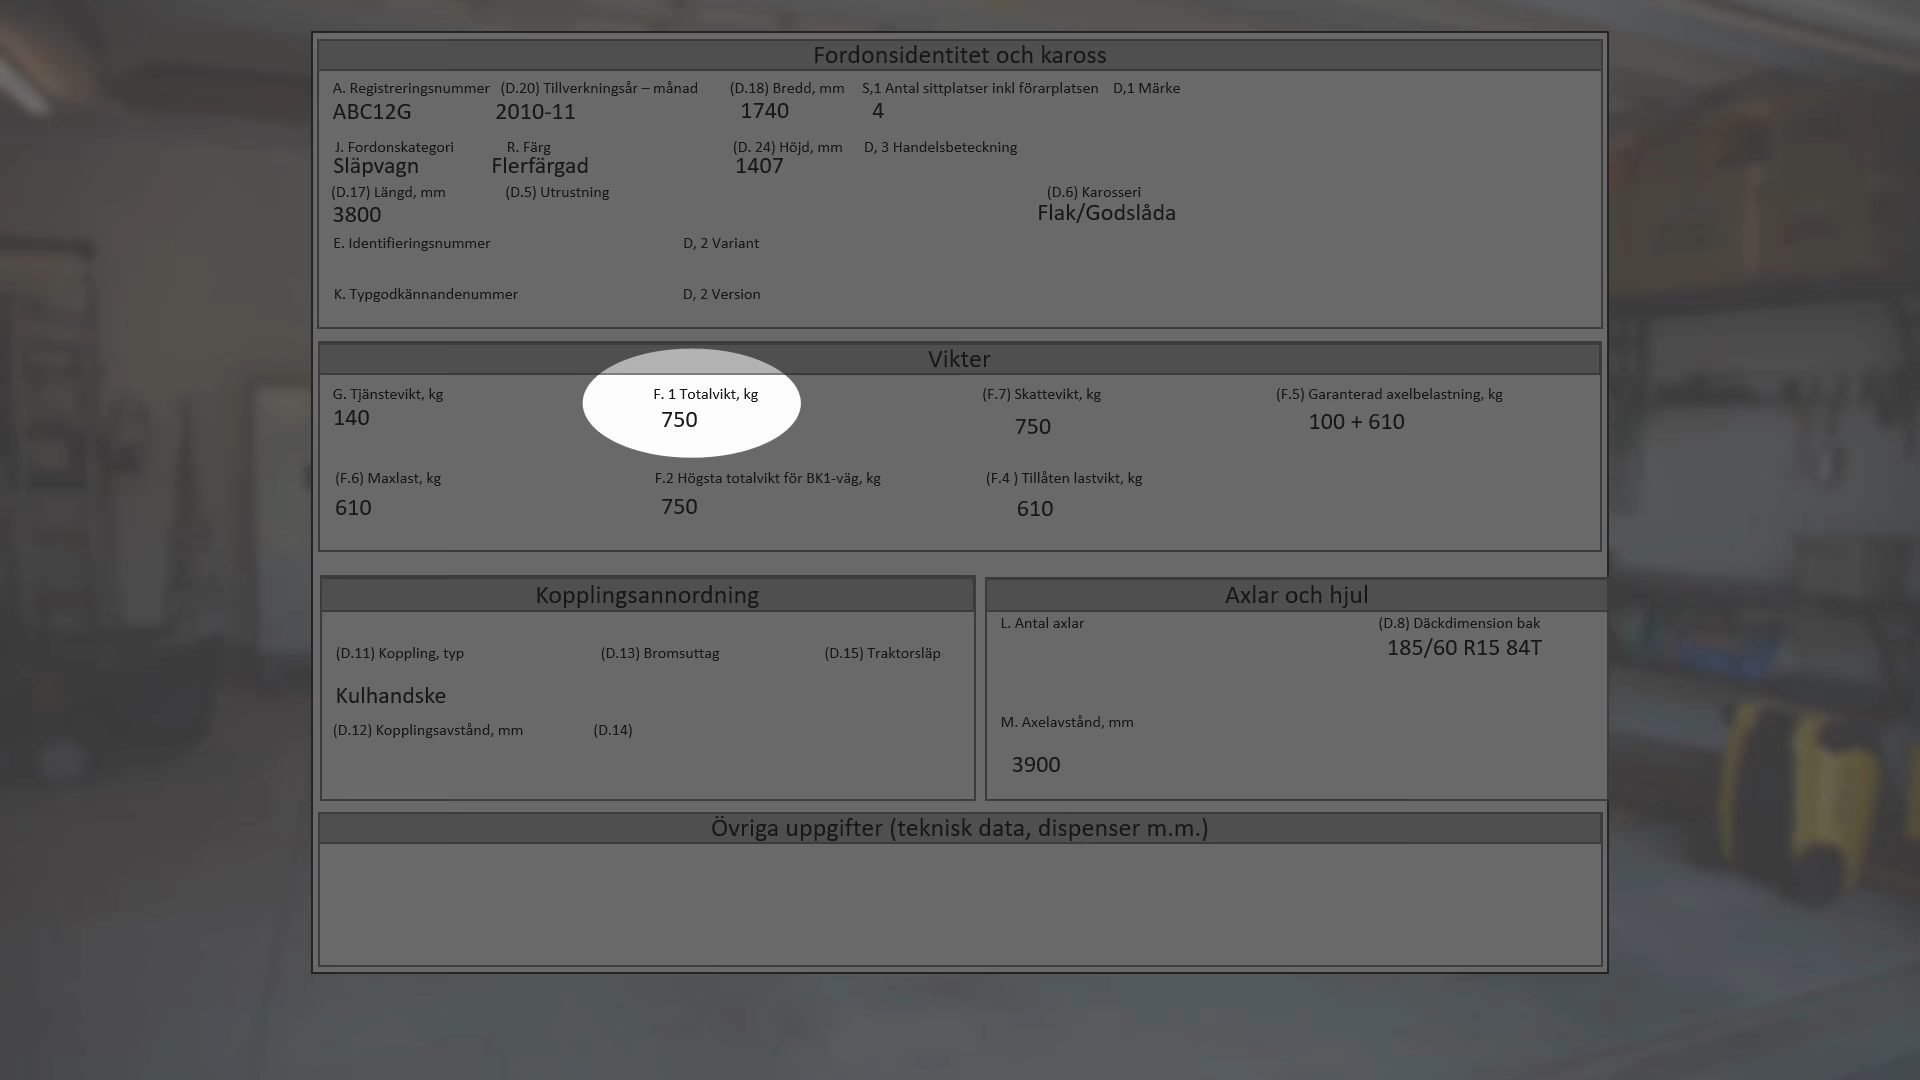 Fordonsidentitet och kaross
A. Registreringsnummer (D.20) Tillverkningsår – månad (D.18) Bredd, mm S,1 Antal sittplatser inkl förarplatsen D,1 Märke
ABC12G 2010-11 1740 4
J. Fordonskategori R. Färg (D. 24) Höjd, mm D, 3 Handelsbeteckning
Släpvagn Flerfärgad 1407
(D.17) Längd, mm (D.5) Utrustning (D.6) Karosseri
3800 Flak/Godslåda
E. Identifieringsnummer D, 2 Variant
K. Typgodkännandenummer D, 2 Version
Vikter
G. Tjänstevikt, kg F. 1 Totalvikt, kg (F.7) Skattevikt, kg (F.5) Garanterad axelbelastning, kg
140 750 750 100 + 610
(F.6) Maxlast, kg F.2 Högsta totalvikt för BK1-väg, kg (F.4 ) Tillåten lastvikt, kg
610 750 610
Kopplingsannordning
(D.11) Koppling, typ (D.13) Bromsuttag (D.15) Traktorsläp
Kulhandske
(D.12) Kopplingsavstånd, mm (D.14)
Axlar och hjul
L. Antal axlar (D.8) Däckdimension bak
185/60 R15 84T
M. Axelavstånd, mm
3900
Övriga uppgifter (teknisk data, dispenser m.m.)